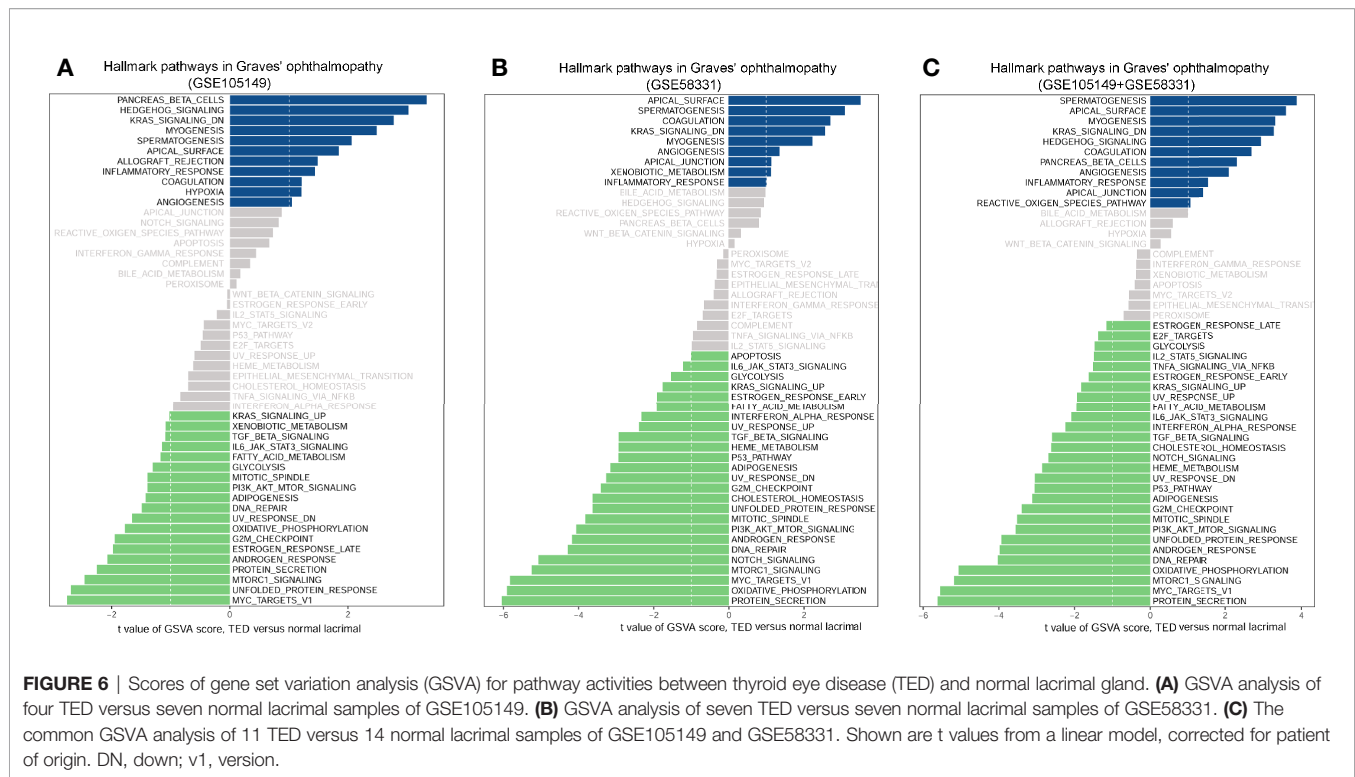 A
Hallmark pathways in Graves' ophthalmopathy
(GSE105149)
PANCREAS_BETA_CELLS
HEDGEHOG_SIGNALING
KRAS_SIGNALING_DN
MYOGENESIS
SPERMATOGENESIS
APICAL_SURFACE
ALLOGRAFT_REJECTION
INFLAMMATORY_RESPONSE
COAGULATION
HYPOXIA
ANGIOGENESIS
APICAL_JUNCTION
NOTCH_SIGNALING
REACTIVE_OXIGEN_SPECIES_PATHWAY
APOPTOSIS
INTERFERON_GAMMA_RESPONSE
COMPLEMENT
BILE_ACID_METABOLISM
PEROXISOME
WNT_BETA_CATENIN_SIGNALING
ESTROGEN_RESPONSE_EARLY
IL2_STAT5_SIGNALING
MYC_TARGETS_V2
P53_PATHWAY
E2F_TARGETS
UV_RESPONSE_UP
HEME_METABOLISM
EPITHELIAL_MESENCHYMAL_TRANSITION
CHOLESTEROL_HOMEOSTASIS
TNFA_SIGNALING_VIA_NFKB
INTERFERON_ALPHA_RESPONSE
KRAS_SIGNALING_UP
XENOBIOTIC_METABOLISM
TGF_BETA_SIGNALING
IL6_JAK_STAT3_SIGNALING
FATTY_ACID_METABOLISM
GLYCOLYSIS
MITOTIC_SPINDLE
PI3K_AKT_MTOR_SIGNALING
ADIPOGENESIS
DNA_REPAIR
UV_RESPONSE_DN
OXIDATIVE_PHOSPHORYLATION
G2M_CHECKPOINT
ESTROGEN_RESPONSE_LATE
ANDROGEN_RESPONSE
PROTEIN_SECRETION
MTORC1_SIGNALING
UNFOLDED_PROTEIN_RESPONSE
MYC_TARGETS_V1
−2 0 2
t value of GSVA score, TED versus normal lacrimal
B
Hallmark pathways in Graves' ophthalmopathy
(GSE58331)
APICAL_SURFACE
SPERMATOGENESIS
COAGULATION
KRAS_SIGNALING_DN
MYOGENESIS
ANGIOGENESIS
APICAL_JUNCTION
XENOBIOTIC_METABOLISM
INFLAMMATORY_RESPONSE
BILE_ACID_METABOLISM
HEDGEHOG_SIGNALING
REACTIVE_OXIGEN_SPECIES_PATHWAY
PANCREAS_BETA_CELLS
WNT_BETA_CATENIN_SIGNALING
HYPOXIA
PEROXISOME
MYC_TARGETS_V2
ESTROGEN_RESPONSE_LATE
EPITHELIAL_MESENCHYMAL_TRAN
ALLOGRAFT_REJECTION
INTERFERON_GAMMA_RESPONSE
E2F_TARGETS
COMPLEMENT
TNFA_SIGNALING_VIA_NFKB
IL2_STAT5_SIGNALING
APOPTOSIS
IL6_JAK_STAT3_SIGNALING
GLYCOLYSIS
KRAS_SIGNALING_UP
ESTROGEN_RESPONSE_EARLY
FATTY_ACID_METABOLISM
INTERFERON_ALPHA_RESPONSE
UV_RESPONSE_UP
TGF_BETA_SIGNALING
HEME_METABOLISM
P53_PATHWAY
ADIPOGENESIS
UV_RESPONSE_DN
G2M_CHECKPOINT
CHOLESTEROL_HOMEOSTASIS
UNFOLDED_PROTEIN_RESPONSE
MITOTIC_SPINDLE
PI3K_AKT_MTOR_SIGNALING
ANDROGEN_RESPONSE
DNA_REPAIR
NOTCH_SIGNALING
MTORC1_SIGNALING
MYC_TARGETS_V1
OXIDATIVE_PHOSPHORYLATION
PROTEIN_SECRETION
−6 −4 −2 0 2
t value of GSVA score, TED versus normal lacrimal
C
Hallmark pathways in Graves' ophthalmopathy
(GSE105149+GSE58331)
SPERMATOGENESIS
APICAL_SURFACE
MYOGENESIS
KRAS_SIGNALING_DN
HEDGEHOG_SIGNALING
COAGULATION
PANCREAS_BETA_CELLS
ANGIOGENESIS
INFLAMMATORY_RESPONSE
APICAL_JUNCTION
REACTIVE_OXIGEN_SPECIES_PATHWAY
BILE_ACID_METABOLISM
ALLOGRAFT_REJECTION
HYPOXIA
WNT_BETA_CATENIN_SIGNALING
COMPLEMENT
INTERFERON_GAMMA_RESPONSE
XENOBIOTIC_METABOLISM
APOPTOSIS
MYC_TARGETS_V2
EPITHELIAL_MESENCHYMAL_TRANSIT
PEROXISOME
ESTROGEN_RESPONSE_LATE
E2F_TARGETS
GLYCOLYSIS
IL2_STAT5_SIGNALING
TNFA_SIGNALING_VIA_NFKB
ESTROGEN_RESPONSE_EARLY
KRAS_SIGNALING_UP
UV_RESPONSE_UP
FATTY_ACID_METABOLISM
IL6_JAK_STAT3_SIGNALING
INTERFERON_ALPHA_RESPONSE
TGF_BETA_SIGNALING
CHOLESTEROL_HOMEOSTASIS
NOTCH_SIGNALING
HEME_METABOLISM
UV_RESPONSE_DN
P53_PATHWAY
ADIPOGENESIS
G2M_CHECKPOINT
MITOTIC_SPINDLE
PI3K_AKT_MTOR_SIGNALING
UNFOLDED_PROTEIN_RESPONSE
ANDROGEN_RESPONSE
DNA_REPAIR
OXIDATIVE_PHOSPHORYLATION
MTORC1_SIGNALING
MYC_TARGETS_V1
PROTEIN_SECRETION
−6 −4 −2 0 2 4
t value of GSVA score, TED versus normal lacrimal
FIGURE 6 | Scores of gene set variation analysis (GSVA) for pathway activities between thyroid eye disease (TED) and normal lacrimal gland. (A) GSVA analysis of
four TED versus seven normal lacrimal samples of GSE105149. (B) GSVA analysis of seven TED versus seven normal lacrimal samples of GSE58331. (C) The
common GSVA analysis of 11 TED versus 14 normal lacrimal samples of GSE105149 and GSE58331. Shown are t values from a linear model, corrected for patient
of origin. DN, down; v1, version.